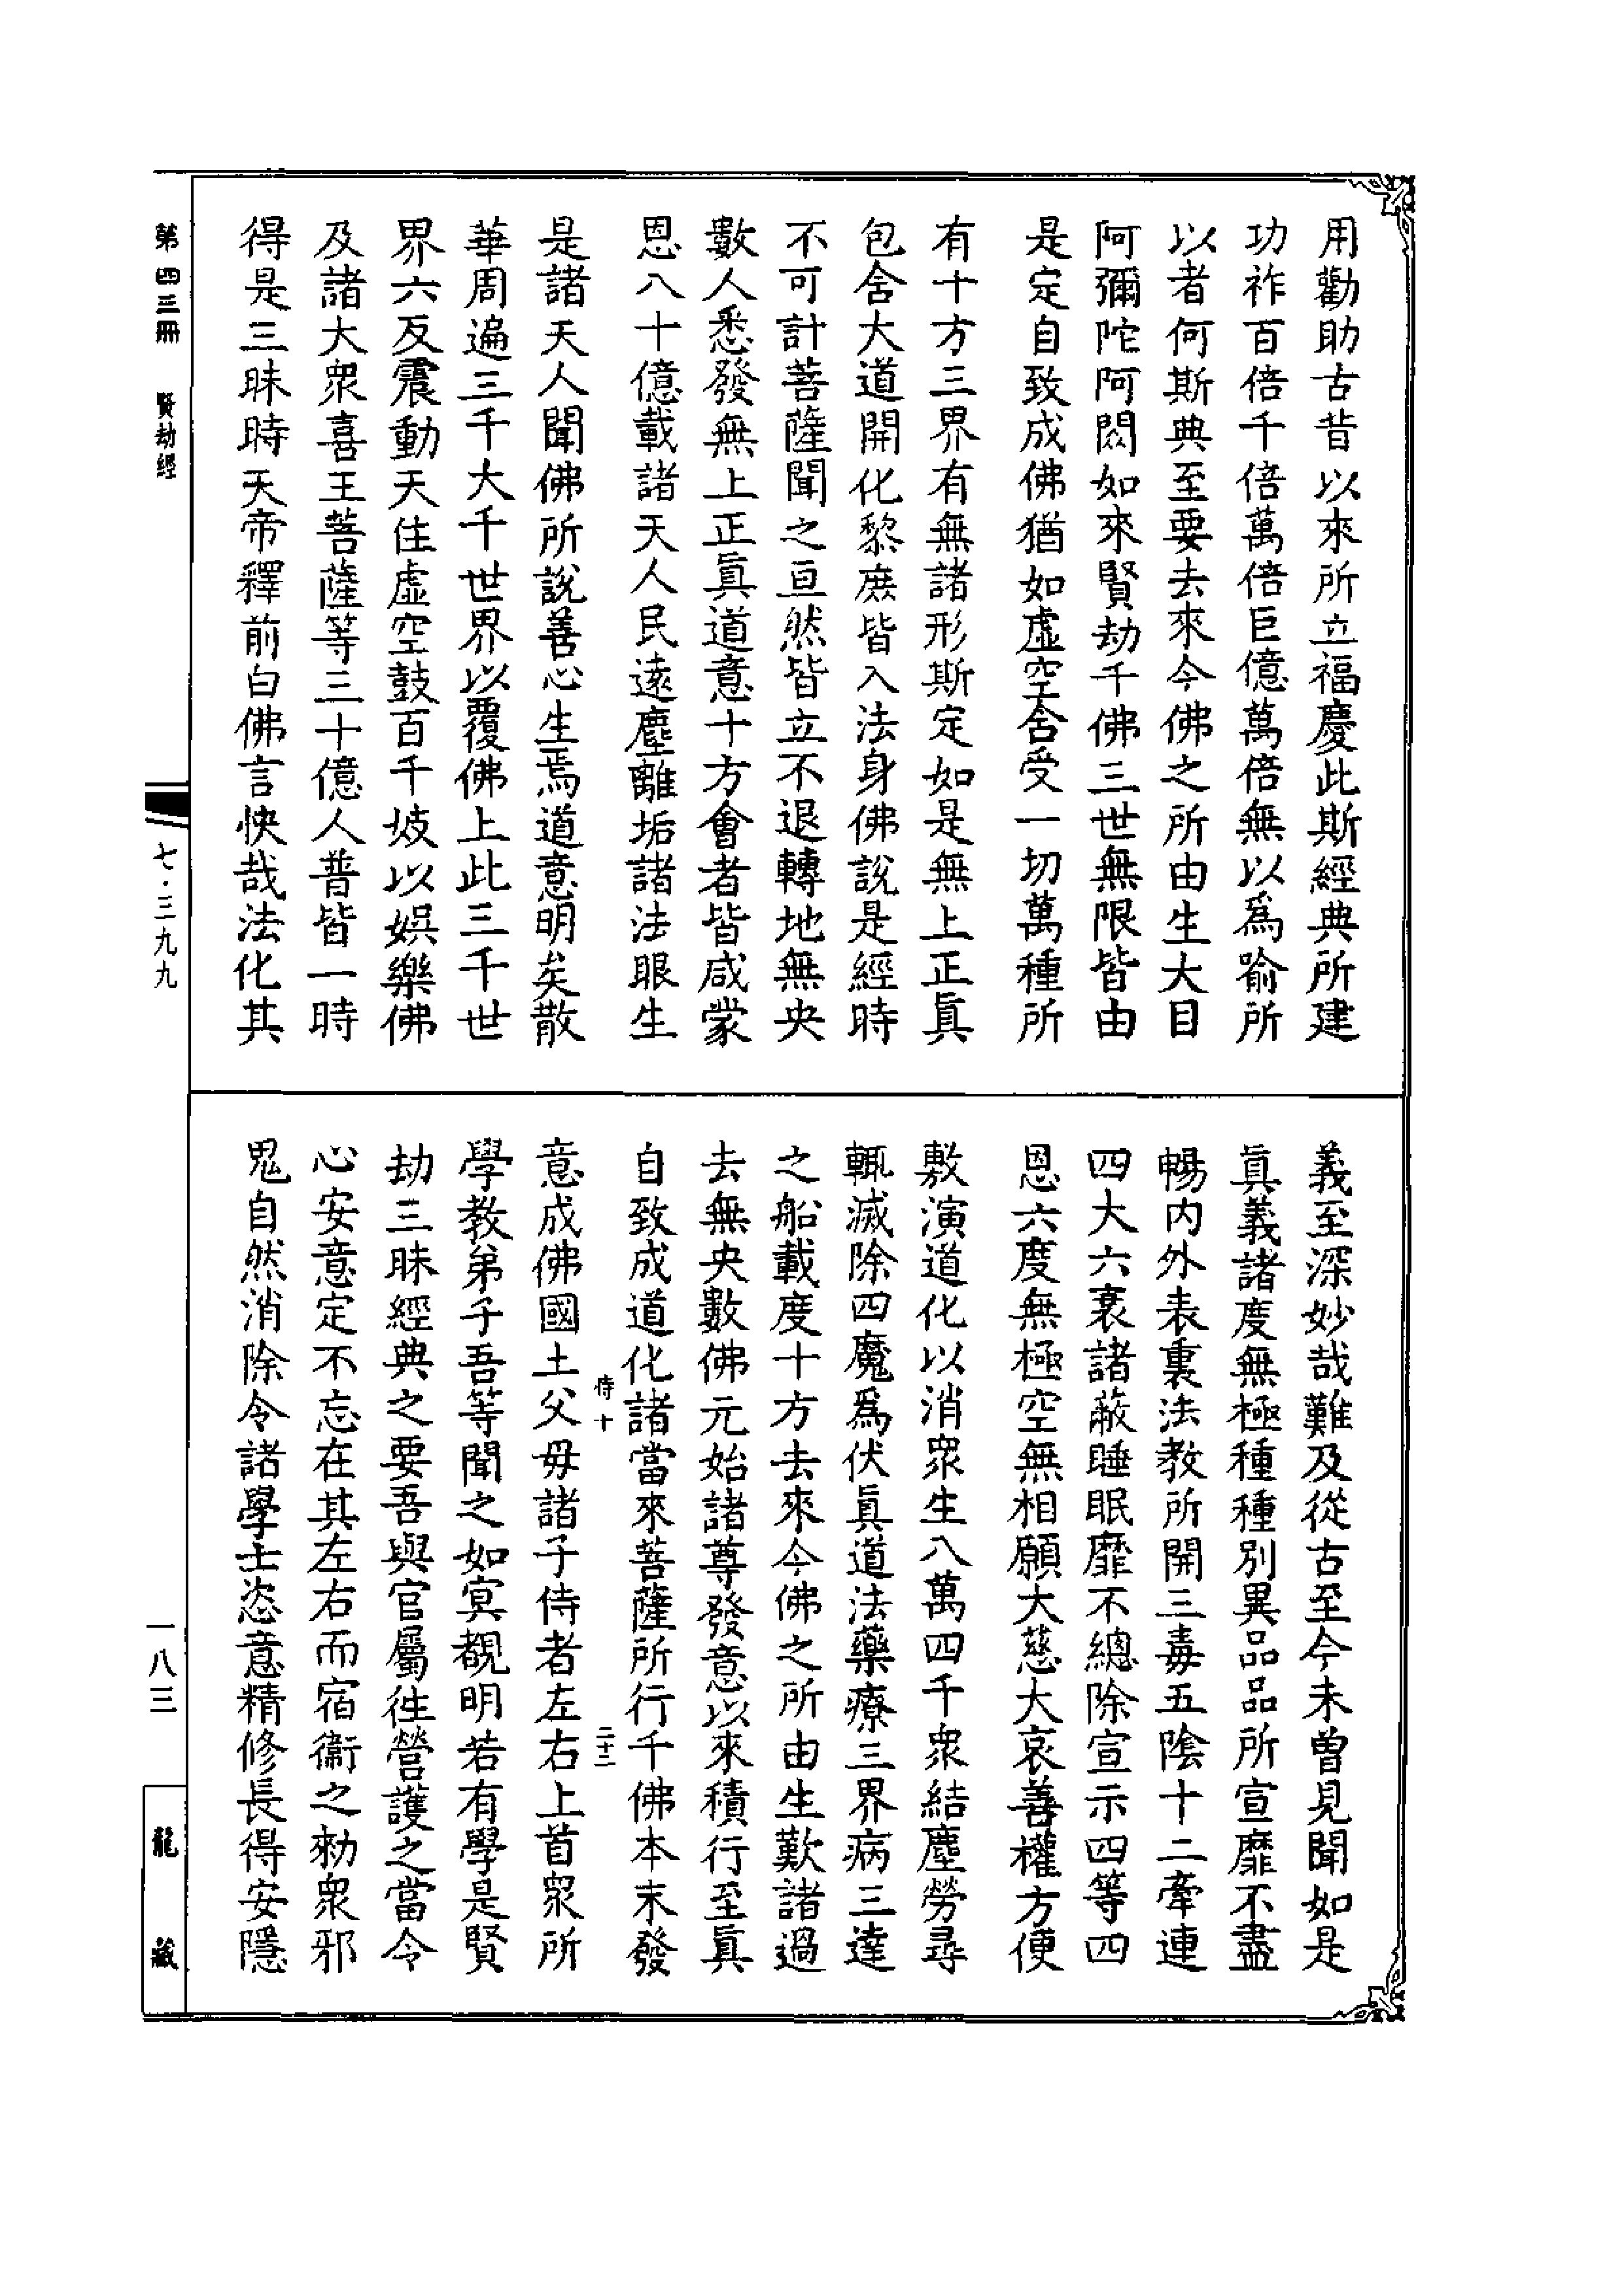 用勸助古昔以來所立福慶此斯經典所建
功祚百倍千倍萬倍巨億萬倍無以爲喻所
以者何斯典至要去來今佛之所由生大目
阿彌陀阿閦如來賢劫千佛三世無限皆由
是定自致成佛猶如虛空舍受一切萬種所
有十方三界有無諸形斯定如是無上正眞
包舍大道開化黎庶皆入法身佛說是經時
不可計菩薩聞之亘然皆立不退轉地無央
數人悉發無上正眞道意十方會者皆咸蒙
恩八十億載諸天人民遠塵離垢諸法眼生
是諸天人聞佛所說善心生焉道意明矣散
華周遍三千大千世界以覆佛上此三千世
界六反震動天住虛空鼓百千妓以娛樂佛
及諸大衆喜王菩薩等三十億人普皆一時
得是三昧時天帝釋前白佛言快哉法化其
義至深妙哉難及從古至今未曾見聞如是
眞義諸度無極種種別異品品所宣靡不盡
暢內外表裏法教所開三毒五陰十二牽連
四大六衰諸蔽睡眠靡不總除宣示四等四
恩六度無極空無相願大慈大哀善權方便
敷演道化以消衆生八萬四千衆結塵勞尋
輒滅除四魔爲伏眞道法藥療三界病三達
之船載度十方去來今佛之所由生歎諸過
去無央數佛元始諸尊發意以來積行至眞
自致成道化諸當來菩薩所行千佛本末發
侍十
二十二
意成佛國土父母諸子侍者左右上首衆所
學教弟子吾等聞之如冥覩明若有學是賢
劫三昧經典之要吾與官屬徃營護之當令
心安意定不忘在其左右而宿衞之勑衆邪
鬼自然消除令諸學士恣意精修長得安隱
第四三冊 賢劫經
七·三九九
一八三
龍藏